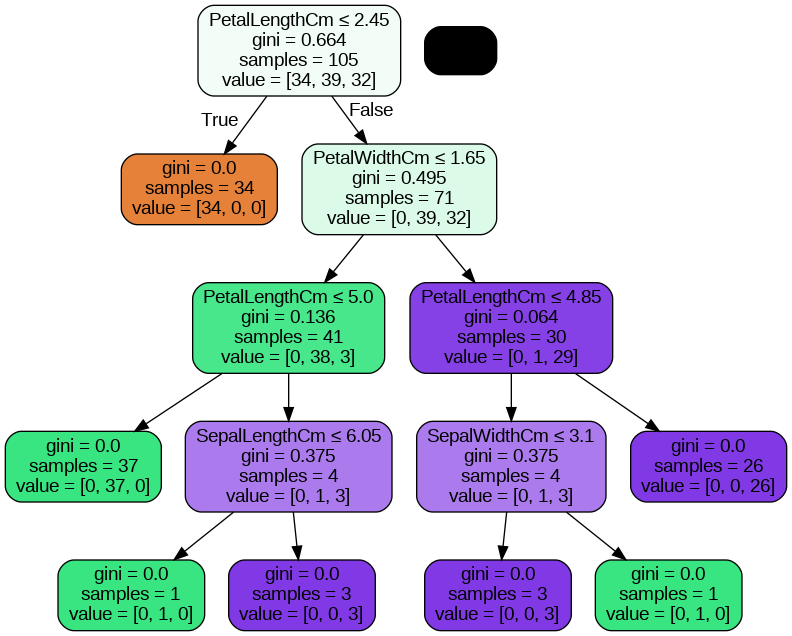 PetalLengthCm ≤ 2.45
gini = 0.664
samples = 105
value = [34, 39, 32]
True
False
gini = 0.0
samples = 34
value = [34, 0, 0]
PetalWidthCm ≤ 1.65
gini = 0.495
samples = 71
value = [0, 39, 32]
PetalLengthCm ≤ 5.0
gini = 0.136
samples = 41
value = [0, 38, 3]
PetalLengthCm ≤ 4.85
gini = 0.064
samples = 30
value = [0, 1, 29]
gini = 0.0
samples = 37
value = [0, 37, 0]
SepalLengthCm ≤ 6.05
gini = 0.375
samples = 4
value = [0, 1, 3]
SepalWidthCm ≤ 3.1
gini = 0.375
samples = 4
value = [0, 1, 3]
gini = 0.0
samples = 26
value = [0, 0, 26]
gini = 0.0
samples = 1
value = [0, 1, 0]
gini = 0.0
samples = 3
value = [0, 0, 3]
gini = 0.0
samples = 3
value = [0, 0, 3]
gini = 0.0
samples = 1
value = [0, 1, 0]